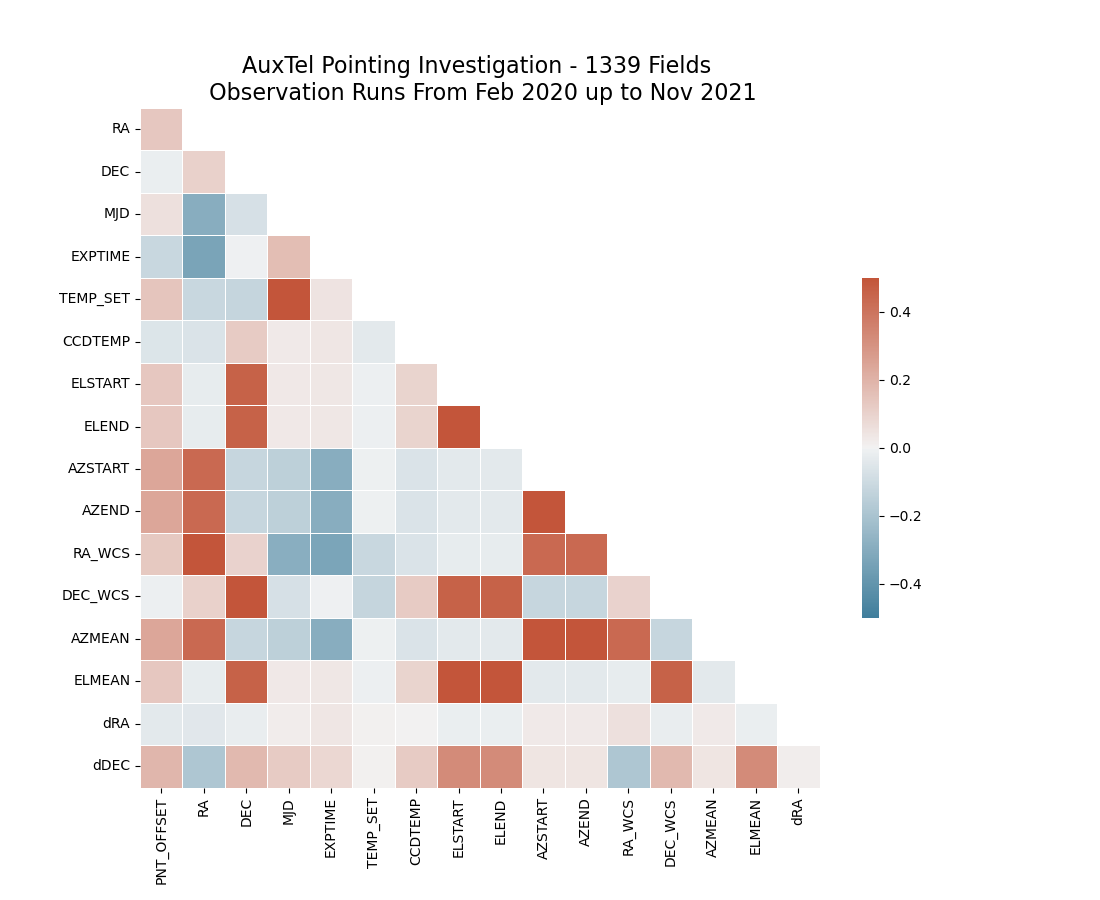 AuxTel Pointing Investigation - 1339 Fields
Observation Runs From Feb 2020 up to Nov 2021
RA
DEC
MJD
EXPTIME
TEMP_SET
CCDTEMP
ELSTART
ELEND
AZSTART
AZEND
RA_WCS
DEC_WCS
AZMEAN
ELMEAN
dRA
dDEC
PNT_OFFSET
RA
DEC
MJD
EXPTIME
TEMP_SET
CCDTEMP
ELSTART
ELEND
AZSTART
AZEND
RA_WCS
DEC_WCS
AZMEAN
ELMEAN
dRA
0.4
0.2
0.0
−0.2
−0.4